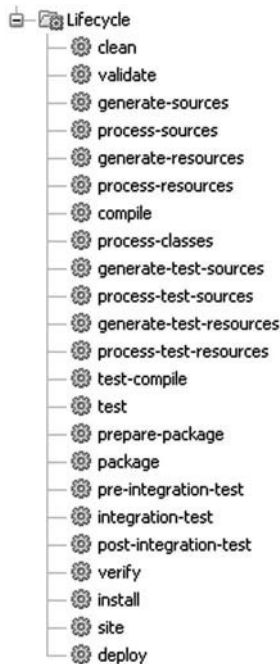 Lifecycle
clean
validate
generate-sources
process-sources
generate-resources
process-resources
compile
process-classes
generate-test-sources
process-test-sources
generate-test-resources
process-test-resources
test-compile
test
prepare-package
package
pre-integration-test
integration-test
post-integration-test
verify
install
site
deploy